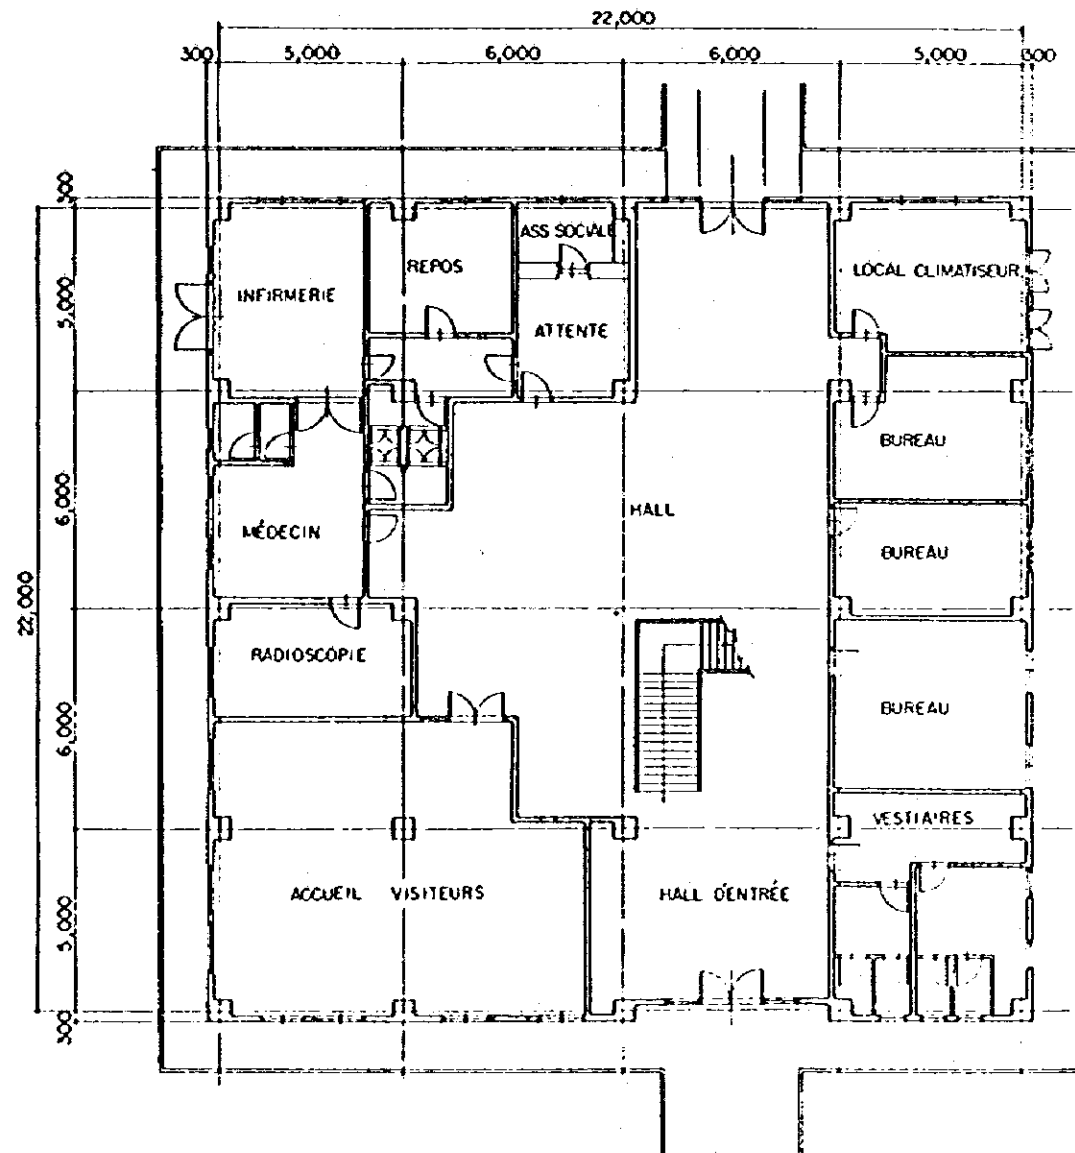 22,000
300 5,000 6,000 6,000 5,000 300
300
ASS SOCIALE
REPOS
LOCAL CLIMATISEUR
INFIRMERIE
5,000
ATTENTE
BUREAU
6,000
HALL
MÉDECIN
BUREAU
22,000
RADIOSCOPIE
BUREAU
6,000
VESTIAIRES
ACCUEIL VISITEURS
HALL D'ENTRÉE
5,000
300